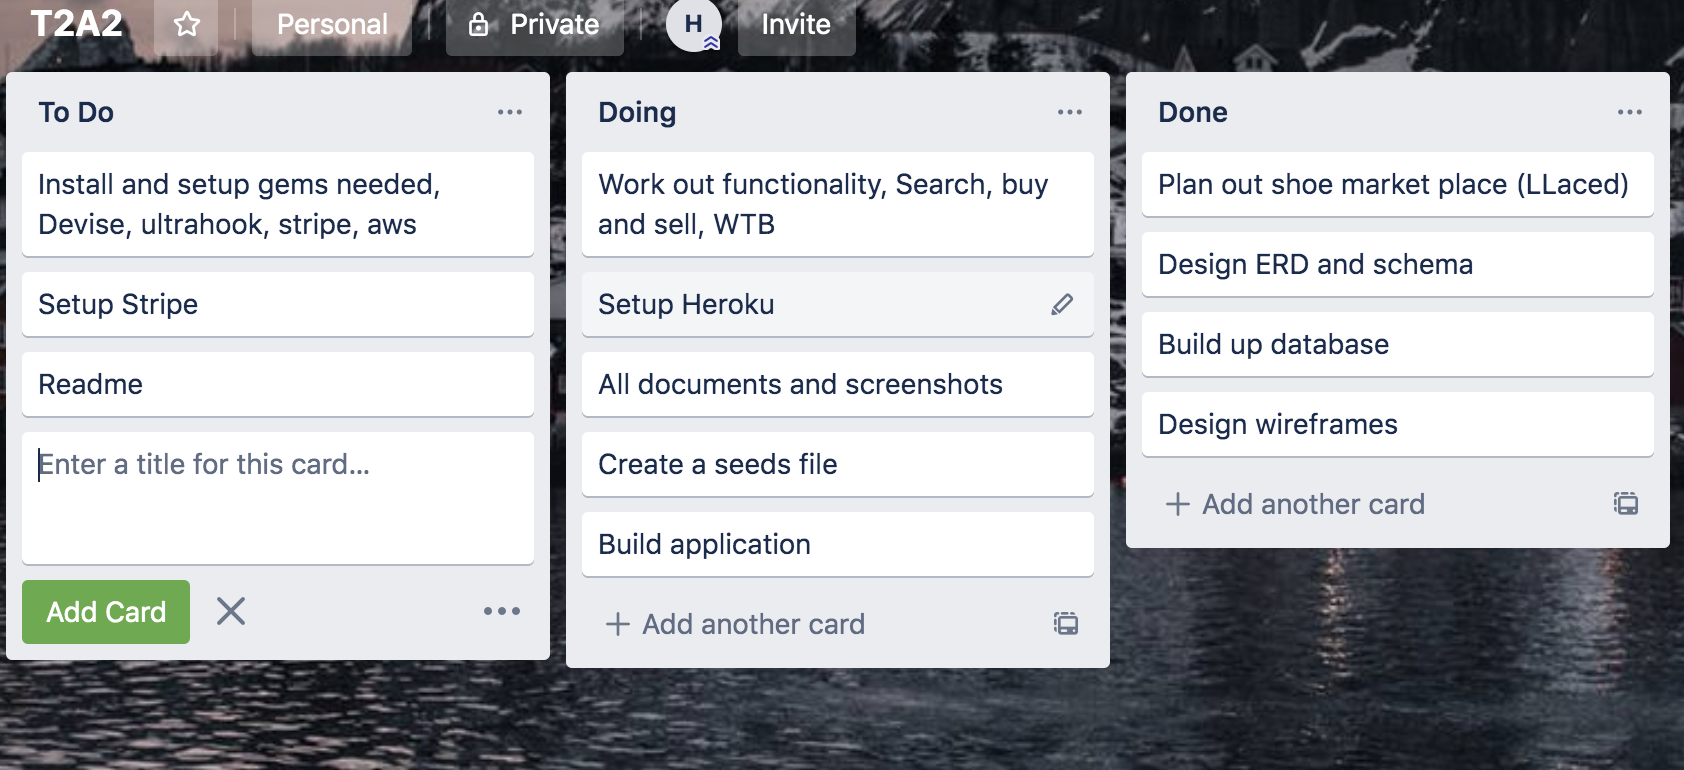 T2A2
Personal
Private
H
Invite
To Do
Install and setup gems needed,
Devise, ultrahook, stripe, aws
Setup Stripe
Readme
Enter a title for this card...
Add Card
Doing
Work out functionality, Search, buy
and sell, WTB
Setup Heroku
All documents and screenshots
Create a seeds file
Build application
Add another card
Done
Plan out shoe market place (LLaced)
Design ERD and schema
Build up database
Design wireframes
Add another card